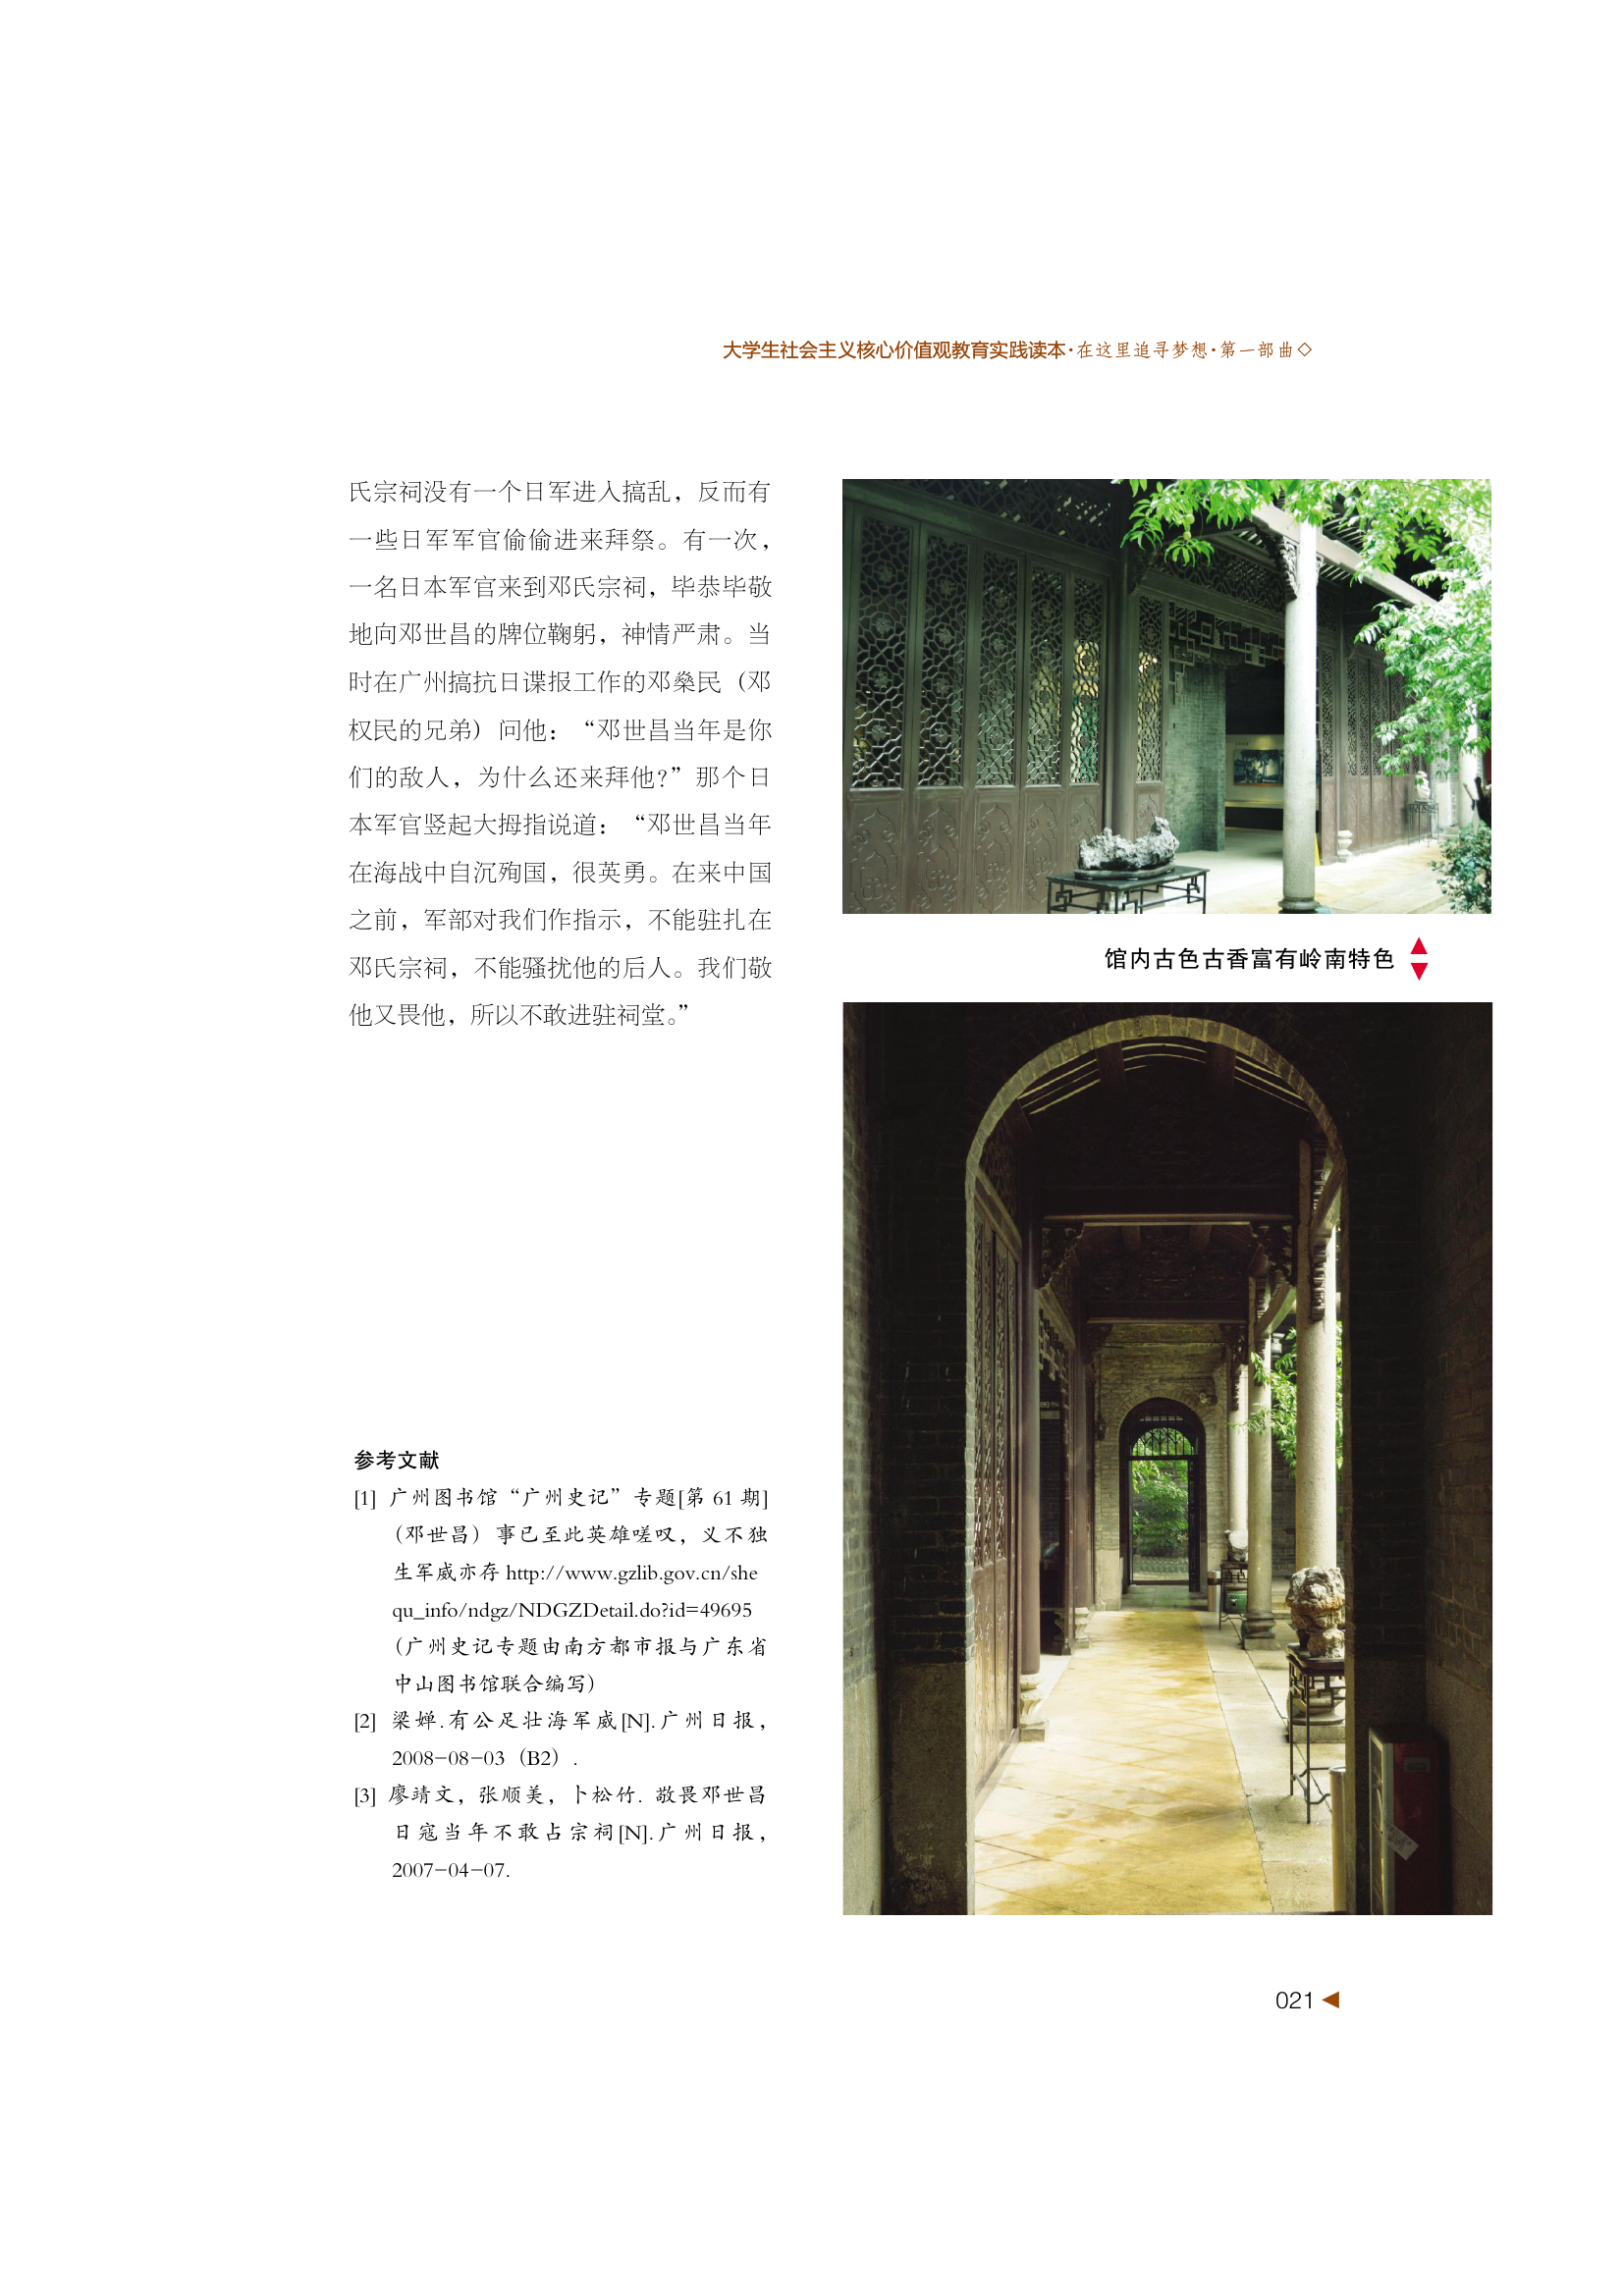 大学生社会主义核心价值观教育实践读本·在这里追寻梦想·第一部曲◇
氏宗祠没有一个日军进入搞乱，反而有
一些日军军官偷偷进来拜祭。有一次，
一名日本军官来到邓氏宗祠，毕恭毕敬
地向邓世昌的牌位鞠躬，神情严肃。当
时在广州搞抗日谍报工作的邓燊民（邓
权民的兄弟）问他：“邓世昌当年是你
们的敌人，为什么还来拜他?”那个日
本军官竖起大拇指说道：“邓世昌当年
在海战中自沉殉国，很英勇。在来中国
之前，军部对我们作指示，不能驻扎在
邓氏宗祠，不能骚扰他的后人。我们敬
他又畏他，所以不敢进驻祠堂。”
参考文献
[1] 广州图书馆“广州史记”专题[第 61 期]
（邓世昌）事已至此英雄嗟叹，义不独
生军威亦存 http://www.gzlib.gov.cn/she
qu_info/ndgz/NDGZDetail.do?id=49695
（广州史记专题由南方都市报与广东省
中山图书馆联合编写）
[2] 梁婵.有公足壮海军威[N].广州日报，
2008-08-03（B2）.
[3] 廖靖文，张顺美，卜松竹. 敬畏邓世昌
日寇当年不敢占宗祠[N].广州日报，
2007-04-07.
馆内古色古香富有岭南特色
021